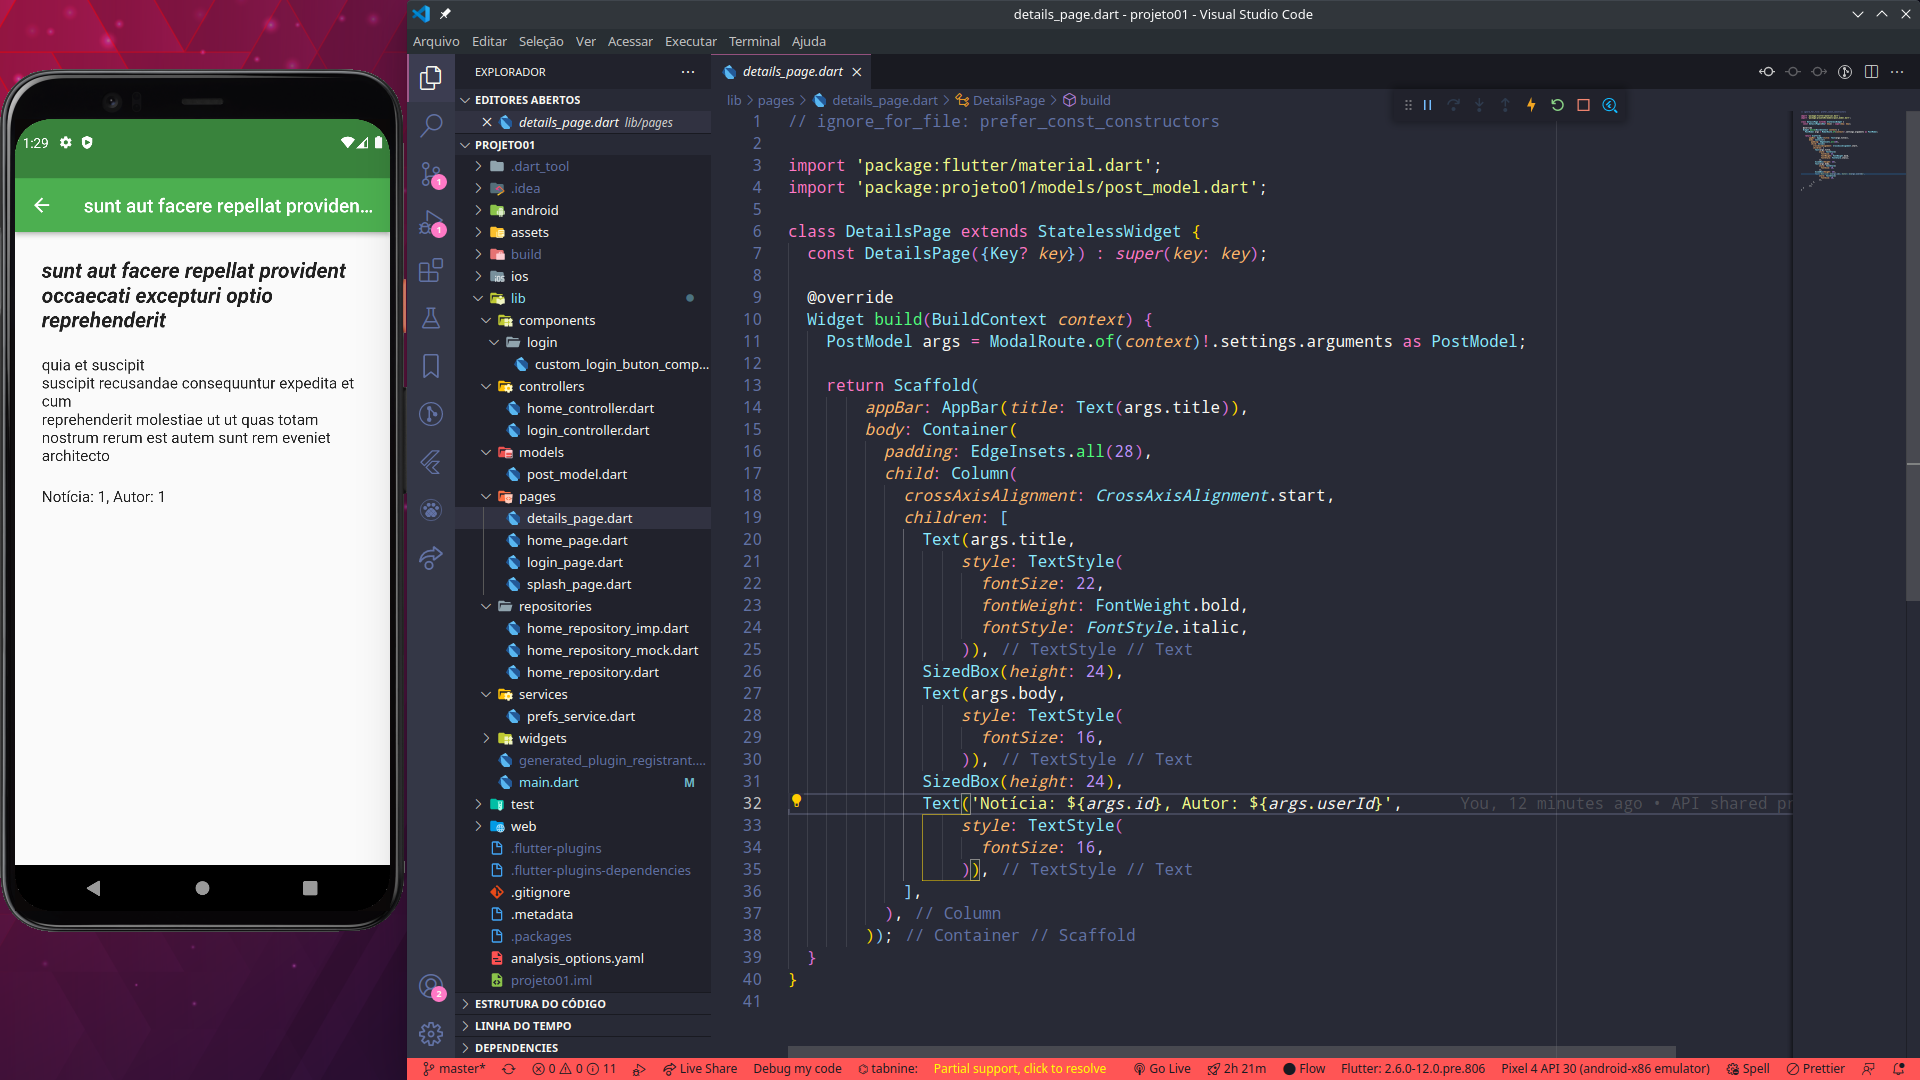 1:29
sunt aut facere repellat providen...
sunt aut facere repellat provident
occaecati excepturi optio
reprehenderit
quia et suscipit
suscipit recusandae consequuntur expedita et
cum
reprehenderit molestiae ut ut quas totam
nostrum rerum est autem sunt rem eveniet
architecto
Notícia: 1, Autor: 1
details_page.dart - projeto01 - Visual Studio Code
Arquivo Editar Seleção Ver Acessar Executar Terminal Ajuda
1
1
2
EXPLORADOR
EDITORES ABERTOS
details_page.dart lib/pages
PROJETO01
.dart_tool
.idea
android
assets
build
ios
lib
components
login
custom_login_buton_comp...
controllers
home_controller.dart
login_controller.dart
models
post_model.dart
pages
details_page.dart
home_page.dart
login_page.dart
splash_page.dart
repositories
home_repository_imp.dart
home_repository_mock.dart
home_repository.dart
services
prefs_service.dart
widgets
generated_plugin_registrant....
main.dart M
test
web
.flutter-plugins
.flutter-plugins-dependencies
.gitignore
.metadata
.packages
analysis_options.yaml
projeto01.iml
ESTRUTURA DO CÓDIGO
LINHA DO TEMPO
DEPENDENCIES
details_page.dart
lib > pages > details_page.dart > DetailsPage > build
1 // ignore_for_file: prefer_const_constructors
2
3 import 'package:flutter/material.dart';
4 import 'package:projeto01/models/post_model.dart';
5
6 class DetailsPage extends StatelessWidget {
7 const DetailsPage({Key? key}) : super(key: key);
8
9 @override
10 Widget build(BuildContext context) {
11 PostModel args = ModalRoute.of(context)!.settings.arguments as PostModel;
12
13 return Scaffold(
14 appBar: AppBar(title: Text(args.title)),
15 body: Container(
16 padding: EdgeInsets.all(28),
17 child: Column(
18 crossAxisAlignment: CrossAxisAlignment.start,
19 children: [
20 Text(args.title,
21 style: TextStyle(
22 fontSize: 22,
23 fontWeight: FontWeight.bold,
24 fontStyle: FontStyle.italic,
25 )), // TextStyle // Text
26 SizedBox(height: 24),
27 Text(args.body,
28 style: TextStyle(
29 fontSize: 16,
30 )), // TextStyle // Text
31 SizedBox(height: 24),
32 Text('Notícia: ${args.id}, Autor: ${args.userId}', You, 12 minutes ago • API shared pr
33 style: TextStyle(
34 fontSize: 16,
35 )), // TextStyle // Text
36 ],
37 ), // Column
38 )); // Container // Scaffold
39 }
40 }
41
master* 0 0 11 Live Share Debug my code tabnine: Partial support, click to resolve Go Live 2h 21m Flow Flutter: 2.6.0-12.0.pre.806 Pixel 4 API 30 (android-x86 emulator) Spell Prettier